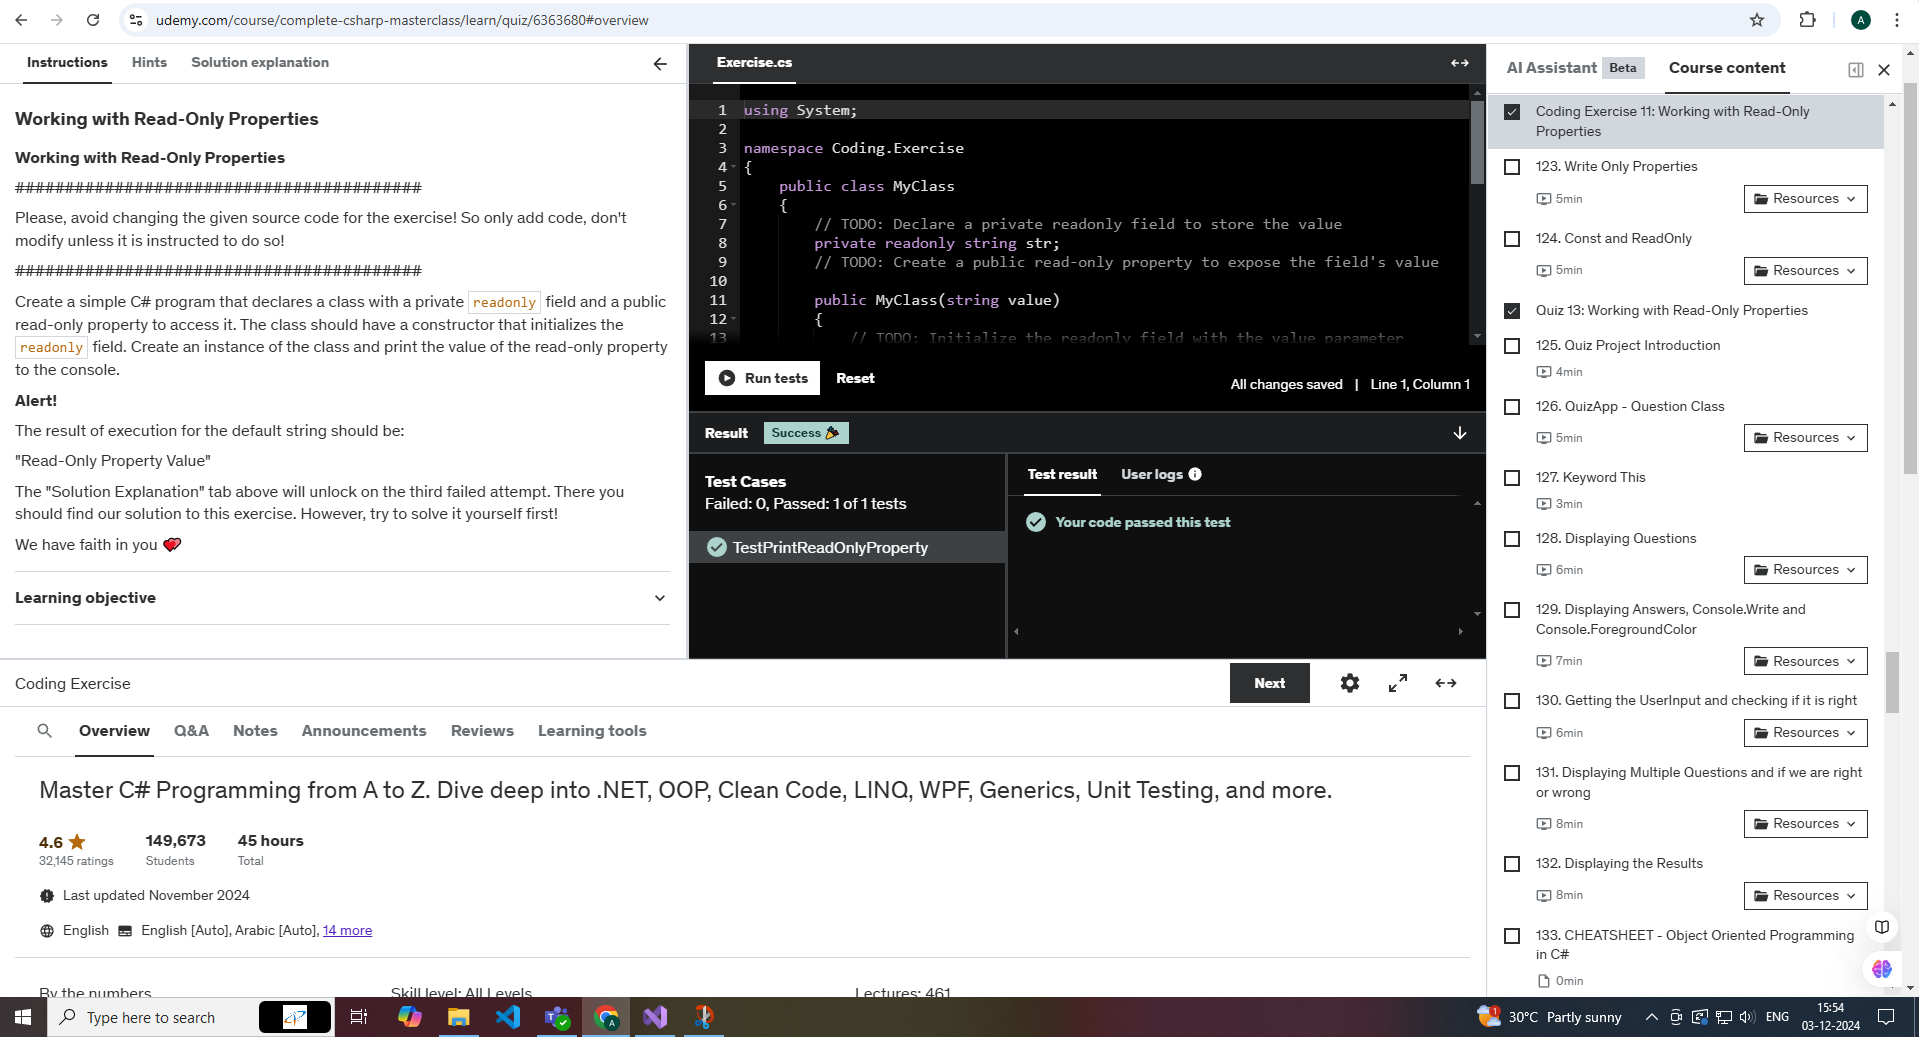 udemy.com/course/complete-csharp-masterclass/learn/quiz/6363680#overview
A
Instructions
Hints
Solution explanation
Working with Read-Only Properties
Working with Read-Only Properties
#########################################
Please, avoid changing the given source code for the exercise! So only add code, don't
modify unless it is instructed to do so!
#########################################
Create a simple C# program that declares a class with a private readonly field and a public
read-only property to access it. The class should have a constructor that initializes the
readonly field. Create an instance of the class and print the value of the read-only property
to the console.
Alert!
The result of execution for the default string should be:
"Read-Only Property Value"
The "Solution Explanation" tab above will unlock on the third failed attempt. There you
should find our solution to this exercise. However, try to solve it yourself first!
We have faith in you
Learning objective
Exercise.cs
1 using System;
2
3 namespace Coding.Exercise
4 {
5 public class MyClass
6 {
7 // TODO: Declare a private readonly field to store the value
8 private readonly string str;
9 // TODO: Create a public read-only property to expose the field's value
10
11 public MyClass(string value)
12 {
13 // TODO: Initialize the readonly field with the value parameter
Run tests
Reset
All changes saved | Line 1, Column 1
Result
Success
Test Cases
Failed: 0, Passed: 1 of 1 tests
TestPrintReadOnlyProperty
Test result
User logs
Your code passed this test
AI Assistant Beta
Course content
Coding Exercise 11: Working with Read-Only
Properties
123. Write Only Properties
5min
Resources
124. Const and ReadOnly
5min
Resources
Quiz 13: Working with Read-Only Properties
125. Quiz Project Introduction
4min
126. QuizApp - Question Class
5min
Resources
127. Keyword This
3min
128. Displaying Questions
6min
Resources
129. Displaying Answers, Console.Write and
Console.ForegroundColor
7min
Resources
130. Getting the UserInput and checking if it is right
6min
Resources
131. Displaying Multiple Questions and if we are right
or wrong
8min
Resources
132. Displaying the Results
8min
Resources
133. CHEATSHEET - Object Oriented Programming
in C#
0min
Coding Exercise
Next
Overview
Q&A
Notes
Announcements
Reviews
Learning tools
Master C# Programming from A to Z. Dive deep into .NET, OOP, Clean Code, LINQ, WPF, Generics, Unit Testing, and more.
4.6
149,673
45 hours
32,145 ratings
Students
Total
Last updated November 2024
English
English [Auto], Arabic [Auto], 14 more
By the numbers
Skill level: All Levels
Lectures: 461
Type here to search
30°C Partly sunny
ENG
15:54
03-12-2024